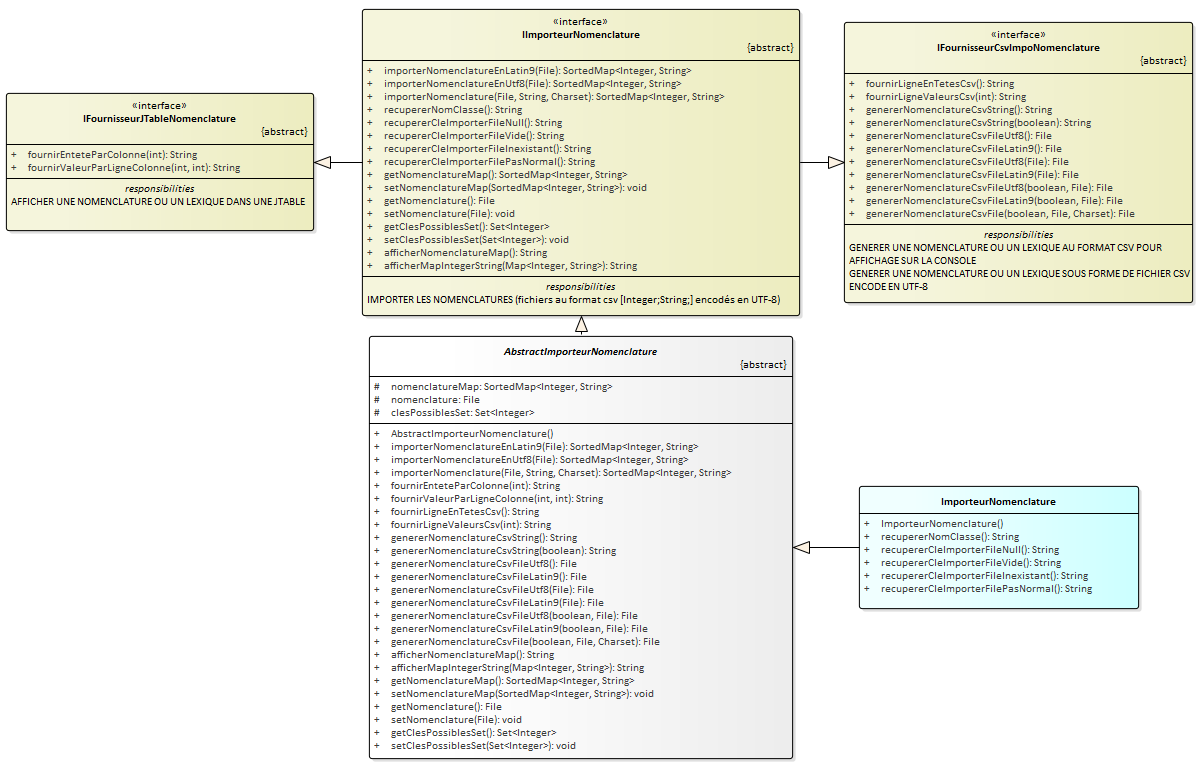 «interface»
IFournisseurJTableNomenclature
{abstract}
+ fournirEnteteParColonne(int): String
+ fournirValeurParLigneColonne(int, int): String
responsibilities
AFFICHER UNE NOMENCLATURE OU UN LEXIQUE DANS UNE JTABLE
«interface»
IImporteurNomenclature
{abstract}
+ importerNomenclatureEnLatin9(File): SortedMap<Integer, String>
+ importerNomenclatureEnUtf8(File): SortedMap<Integer, String>
+ importerNomenclature(File, String, Charset): SortedMap<Integer, String>
+ recupererNomClasse(): String
+ recupererCleImporterFileNull(): String
+ recupererCleImporterFileVide(): String
+ recupererCleImporterFileInexistant(): String
+ recupererCleImporterFilePasNormal(): String
+ getNomenclatureMap(): SortedMap<Integer, String>
+ setNomenclatureMap(SortedMap<Integer, String>): void
+ getNomenclature(): File
+ setNomenclature(File): void
+ getClesPossiblesSet(): Set<Integer>
+ setClesPossiblesSet(Set<Integer>): void
+ afficherNomenclatureMap(): String
+ afficherMapIntegerString(Map<Integer, String>): String
responsibilities
IMPORTER LES NOMENCLATURES (fichiers au format csv [Integer;String;] encodés en UTF-8)
«interface»
IFournisseurCsvImpoNomenclature
{abstract}
+ fournirLigneEnTetesCsv(): String
+ fournirLigneValeursCsv(int): String
+ genererNomenclatureCsvString(): String
+ genererNomenclatureCsvString(boolean): String
+ genererNomenclatureCsvFileUtf8(): File
+ genererNomenclatureCsvFileLatin9(): File
+ genererNomenclatureCsvFileUtf8(File): File
+ genererNomenclatureCsvFileLatin9(File): File
+ genererNomenclatureCsvFileUtf8(boolean, File): File
+ genererNomenclatureCsvFileLatin9(boolean, File): File
+ genererNomenclatureCsvFile(boolean, File, Charset): File
responsibilities
GENERER UNE NOMENCLATURE OU UN LEXIQUE AU FORMAT CSV POUR
AFFICHAGE SUR LA CONSOLE
GENERER UNE NOMENCLATURE OU UN LEXIQUE SOUS FORME DE FICHIER CSV
ENCODE EN UTF-8
AbstractImporteurNomenclature
{abstract}
# nomenclatureMap: SortedMap<Integer, String>
# nomenclature: File
# clesPossiblesSet: Set<Integer>
+ AbstractImporteurNomenclature()
+ importerNomenclatureEnLatin9(File): SortedMap<Integer, String>
+ importerNomenclatureEnUtf8(File): SortedMap<Integer, String>
+ importerNomenclature(File, String, Charset): SortedMap<Integer, String>
+ fournirEnteteParColonne(int): String
+ fournirValeurParLigneColonne(int, int): String
+ fournirLigneEnTetesCsv(): String
+ fournirLigneValeursCsv(int): String
+ genererNomenclatureCsvString(): String
+ genererNomenclatureCsvString(boolean): String
+ genererNomenclatureCsvFileUtf8(): File
+ genererNomenclatureCsvFileLatin9(): File
+ genererNomenclatureCsvFileUtf8(File): File
+ genererNomenclatureCsvFileLatin9(File): File
+ genererNomenclatureCsvFileUtf8(boolean, File): File
+ genererNomenclatureCsvFileLatin9(boolean, File): File
+ genererNomenclatureCsvFile(boolean, File, Charset): File
+ afficherNomenclatureMap(): String
+ afficherMapIntegerString(Map<Integer, String>): String
+ getNomenclatureMap(): SortedMap<Integer, String>
+ setNomenclatureMap(SortedMap<Integer, String>): void
+ getNomenclature(): File
+ setNomenclature(File): void
+ getClesPossiblesSet(): Set<Integer>
+ setClesPossiblesSet(Set<Integer>): void
ImporteurNomenclature
+ ImporteurNomenclature()
+ recupererNomClasse(): String
+ recupererCleImporterFileNull(): String
+ recupererCleImporterFileVide(): String
+ recupererCleImporterFileInexistant(): String
+ recupererCleImporterFilePasNormal(): String